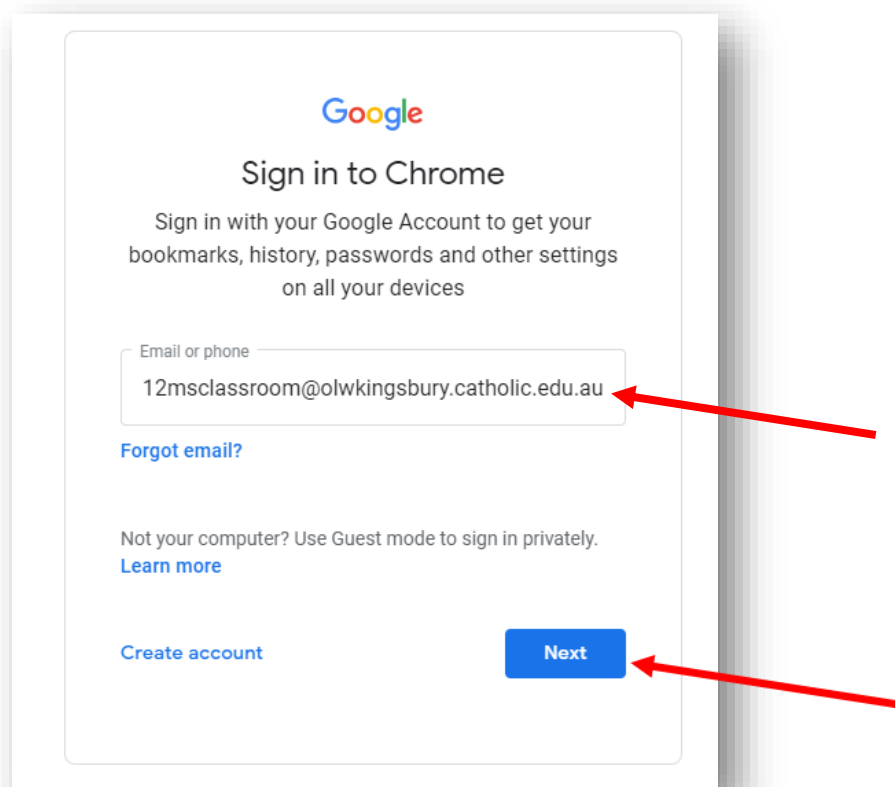 Google
Sign in to Chrome
Sign in with your Google Account to get your
bookmarks, history, passwords and other settings
on all your devices
Email or phone
12msclassroom@olwkingsbury.catholic.edu.au
Forgot email?
Not your computer? Use Guest mode to sign in privately.
Learn more
Create account
Next